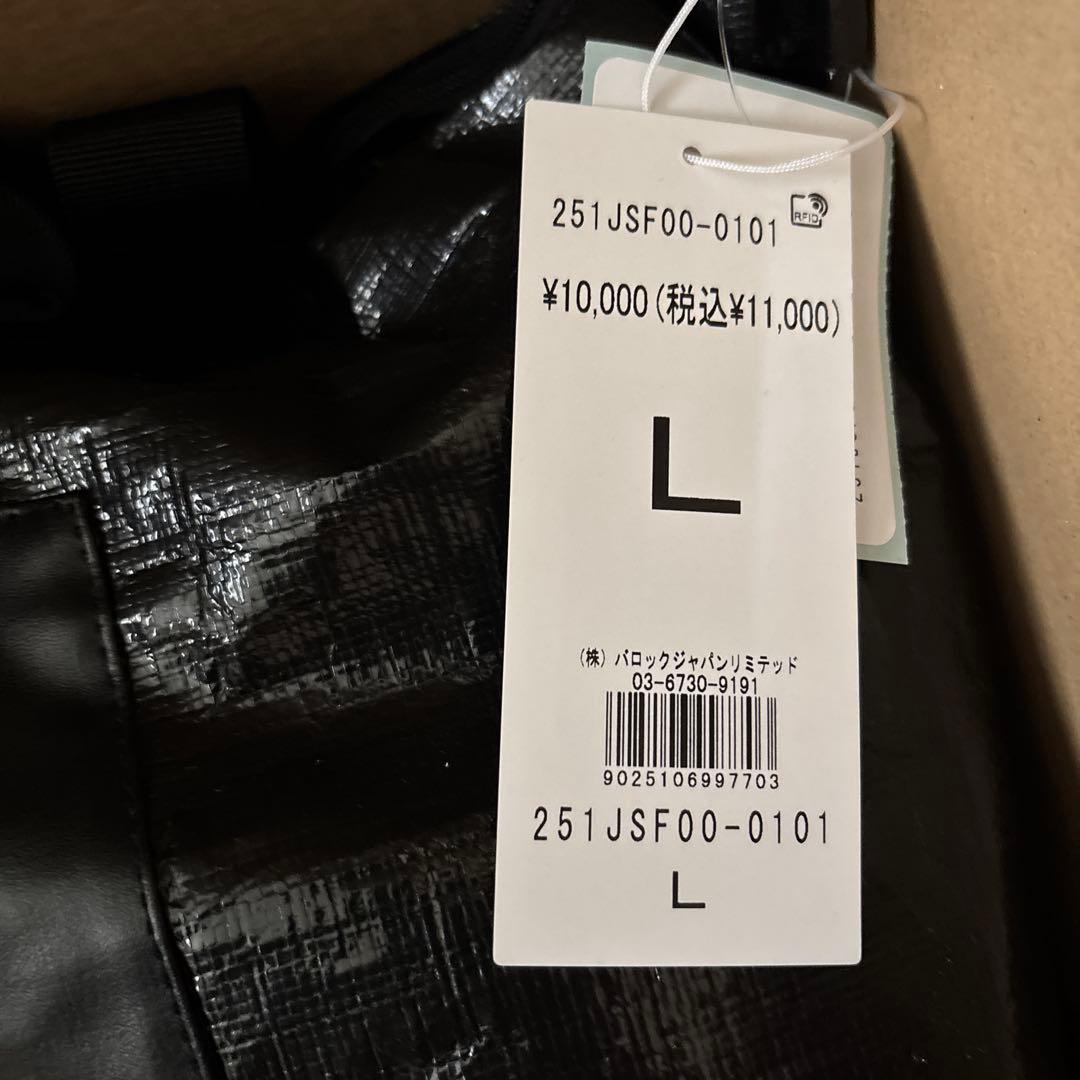 251JSF00-0101
RFID
¥10,000(税込¥11,000)
L
(株) バロックジャパンリミテッド
03-6730-9191
9025106997703
251JSF00-0101
L